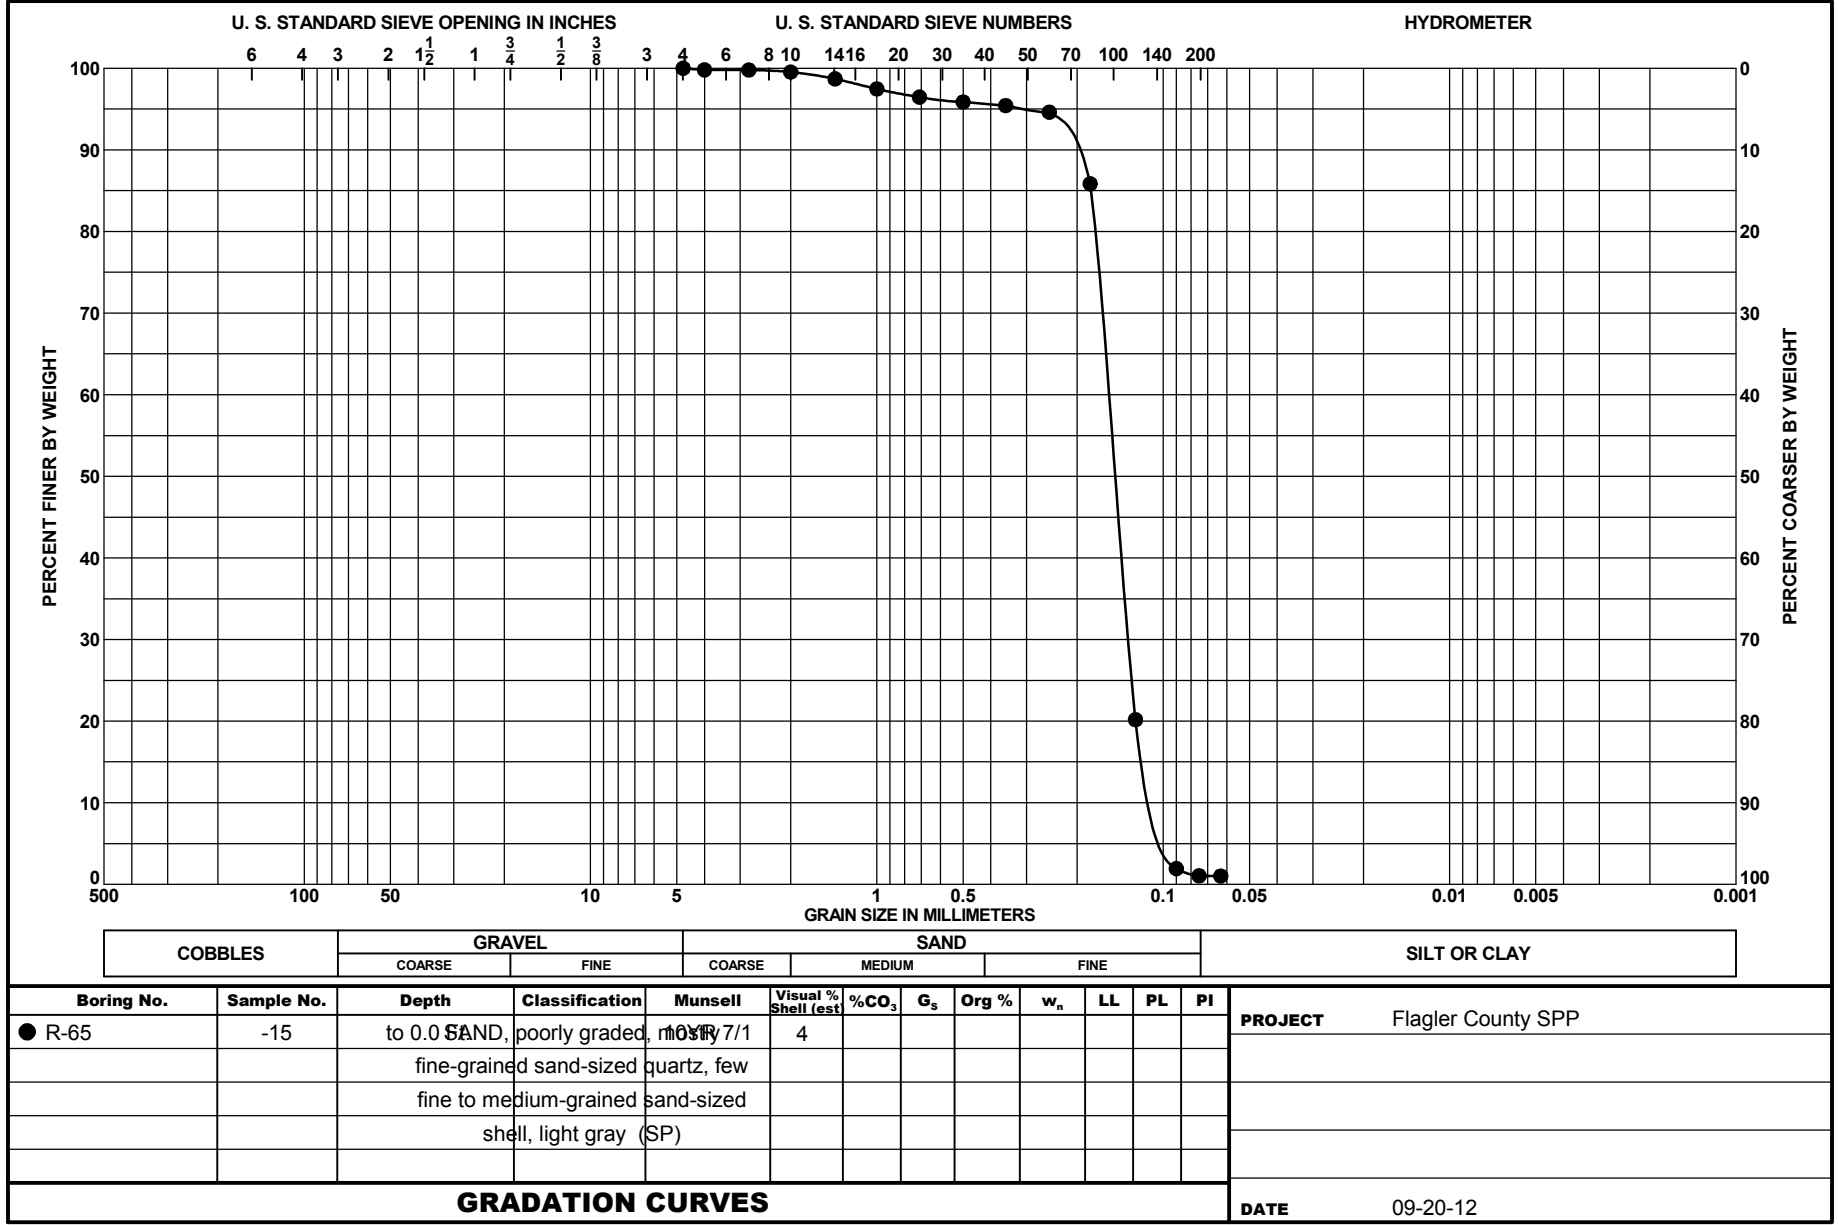 U. S. STANDARD SIEVE OPENING IN INCHES U. S. STANDARD SIEVE NUMBERS HYDROMETER
6 4 3 2 1 1/2 1 3/4 1/2 3/8 3 4 6 8 10 14 16 20 30 40 50 70 100 140 200
100 0
90 10
80 20
70 30
60 40
50 50
40 60
30 70
20 80
10 90
0 100
PERCENT FINER BY WEIGHT
PERCENT COARSER BY WEIGHT
500 100 50 10 5 1 0.5 0.1 0.05 0.01 0.005 0.001
GRAIN SIZE IN MILLIMETERS
COBBLES GRAVEL SAND SILT OR CLAY
COARSE FINE COARSE MEDIUM FINE
Boring No. Sample No. Depth Classification Munsell Visual % Shell (est) %CO₃ Gₛ Org % wₙ LL PL PI
R-65 -15 to 0.0 Ft. SAND, poorly graded, mostly 10YR 7/1 4
fine-grained sand-sized quartz, few
fine to medium-grained sand-sized
shell, light gray (SP)
PROJECT Flagler County SPP
GRADATION CURVES
DATE 09-20-12